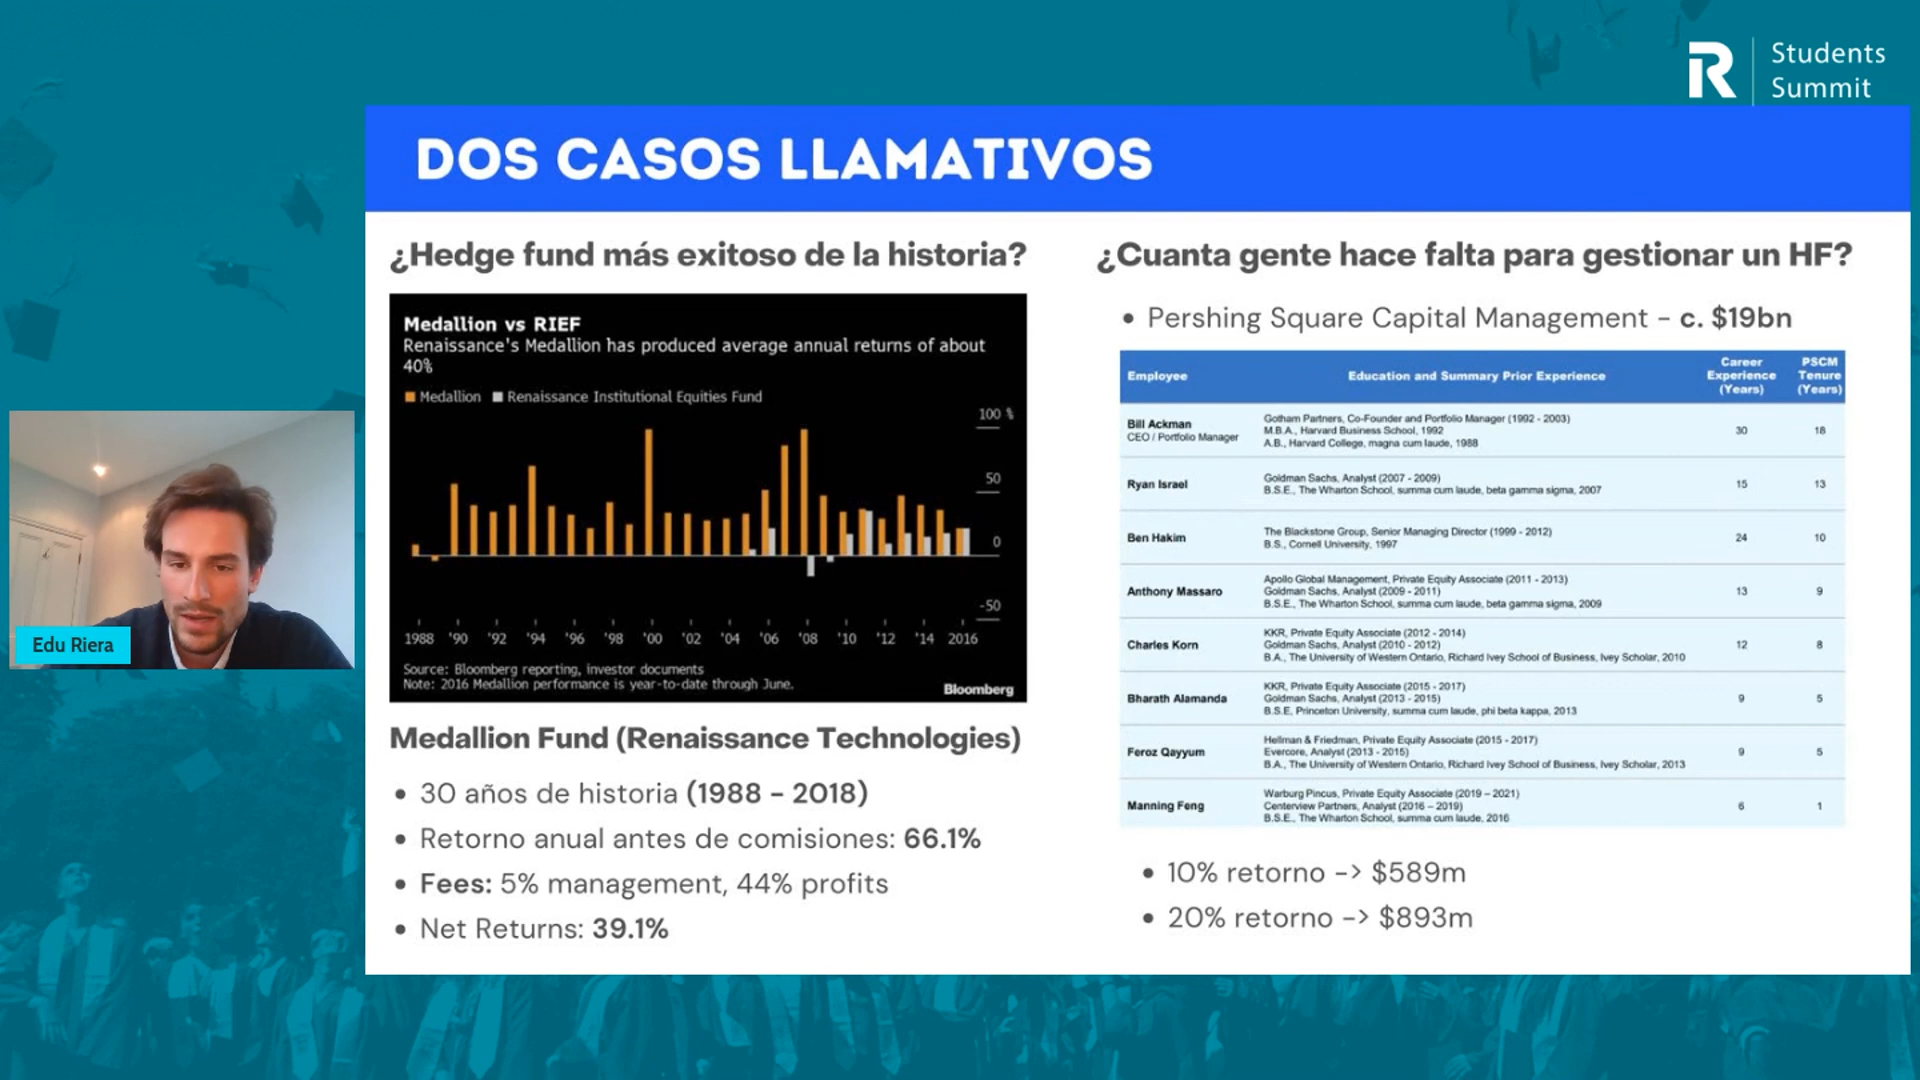 Students
Summit
DOS CASOS LLAMATIVOS
¿Hedge fund más exitoso de la historia?
Medallion vs RIEF
Renaissance's Medallion has produced average annual returns of about
40%
Medallion Renaissance Institutional Equities Fund
100 %
50
0
-50
1988 '90 '92 '94 '96 '98 '00 '02 '04 '06 '08 '10 '12 '14 2016
Source: Bloomberg reporting, investor documents
Note: 2016 Medallion performance is year-to-date through June.
Bloomberg
Medallion Fund (Renaissance Technologies)
• 30 años de historia (1988 – 2018)
• Retorno anual antes de comisiones: 66.1%
• Fees: 5% management, 44% profits
• Net Returns: 39.1%
¿Cuanta gente hace falta para gestionar un HF?
• Pershing Square Capital Management - c. $19bn
Employee Education and Summary Prior Experience Career Experience (Years) PSCM Tenure (Years)
Bill Ackman
CEO / Portfolio Manager
Gotham Partners, Co-Founder and Portfolio Manager (1992 - 2003)
M.B.A., Harvard Business School, 1992
A.B., Harvard College, magna cum laude, 1988
30 18
Ryan Israel
Goldman Sachs, Analyst (2007 - 2009)
B.S.E., The Wharton School, summa cum laude, beta gamma sigma, 2007
15 13
Ben Hakim
The Blackstone Group, Senior Managing Director (1999 - 2012)
B.S., Cornell University, 1997
24 10
Anthony Massaro
Apollo Global Management, Private Equity Associate (2011 - 2013)
Goldman Sachs, Analyst (2009 - 2011)
B.S.E., The Wharton School, summa cum laude, beta gamma sigma, 2009
13 9
Charles Korn
KKR, Private Equity Associate (2012 - 2014)
Goldman Sachs, Analyst (2010 - 2012)
B.A., The University of Western Ontario, Richard Ivey School of Business, Ivey Scholar, 2010
12 8
Bharath Alamanda
KKR, Private Equity Associate (2015 - 2017)
Goldman Sachs, Analyst (2013 - 2015)
B.S.E, Princeton University, summa cum laude, phi beta kappa, 2013
9 5
Feroz Qayyum
Hellman & Friedman, Private Equity Associate (2015 - 2017)
Evercore, Analyst (2013 - 2015)
B.A., The University of Western Ontario, Richard Ivey School of Business, Ivey Scholar, 2013
9 5
Manning Feng
Warburg Pincus, Private Equity Associate (2019 – 2021)
Centerview Partners, Analyst (2016 – 2019)
B.S.E., The Wharton School, summa cum laude, 2016
6 1
• 10% retorno -> $589m
• 20% retorno -> $893m
Edu Riera